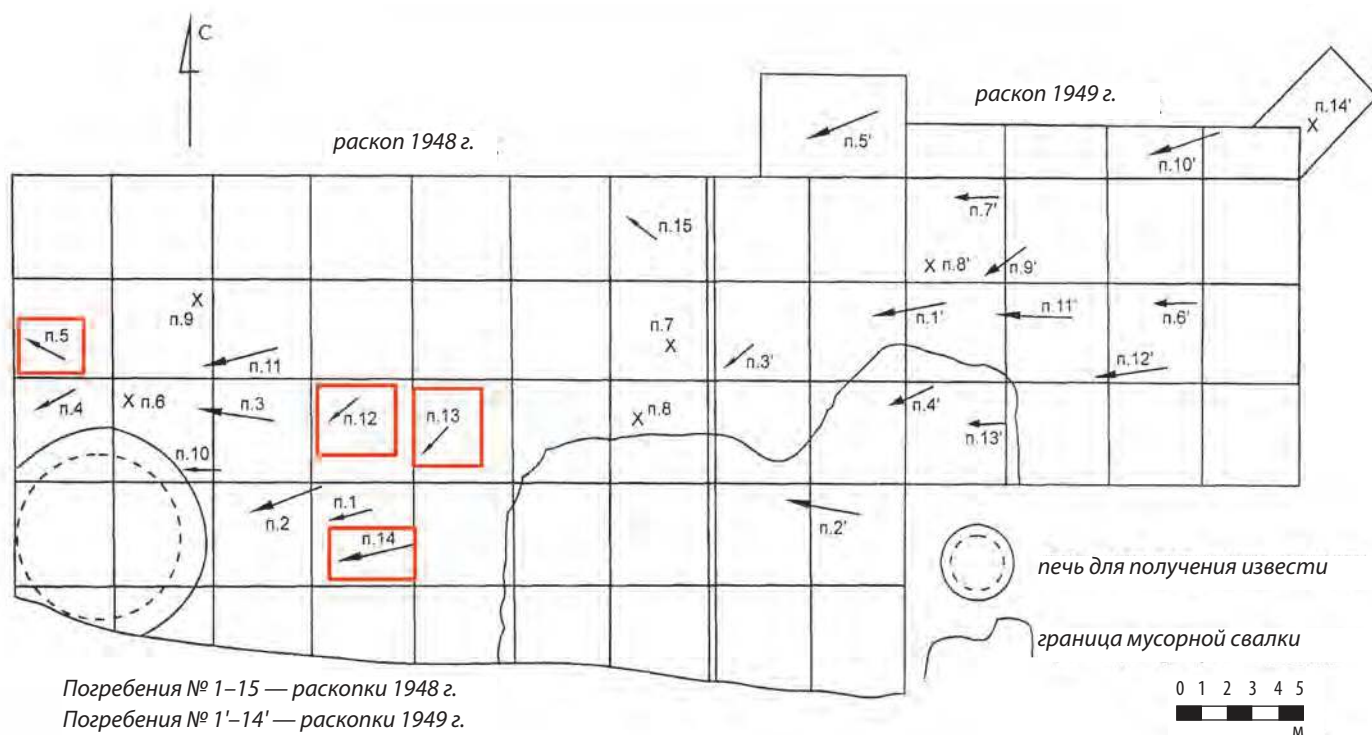 С
раскоп 1948 г.
раскоп 1949 г.
п.14'
п.5'
п.10'
п.7'
п.15
X п.8'
п.9'
X
п.9
п.7
X
п.1'
п.11'
п.6'
п.5
п.11
п.3'
п.12'
п.4
X п.6
п.3
п.12
п.13
X п.8
п.4'
п.13'
п.10
п.2
п.1
п.14
п.2'
печь для получения извести
граница мусорной свалки
Погребения № 1–15 — раскопки 1948 г.
Погребения № 1'–14' — раскопки 1949 г.
0 1 2 3 4 5
м
X